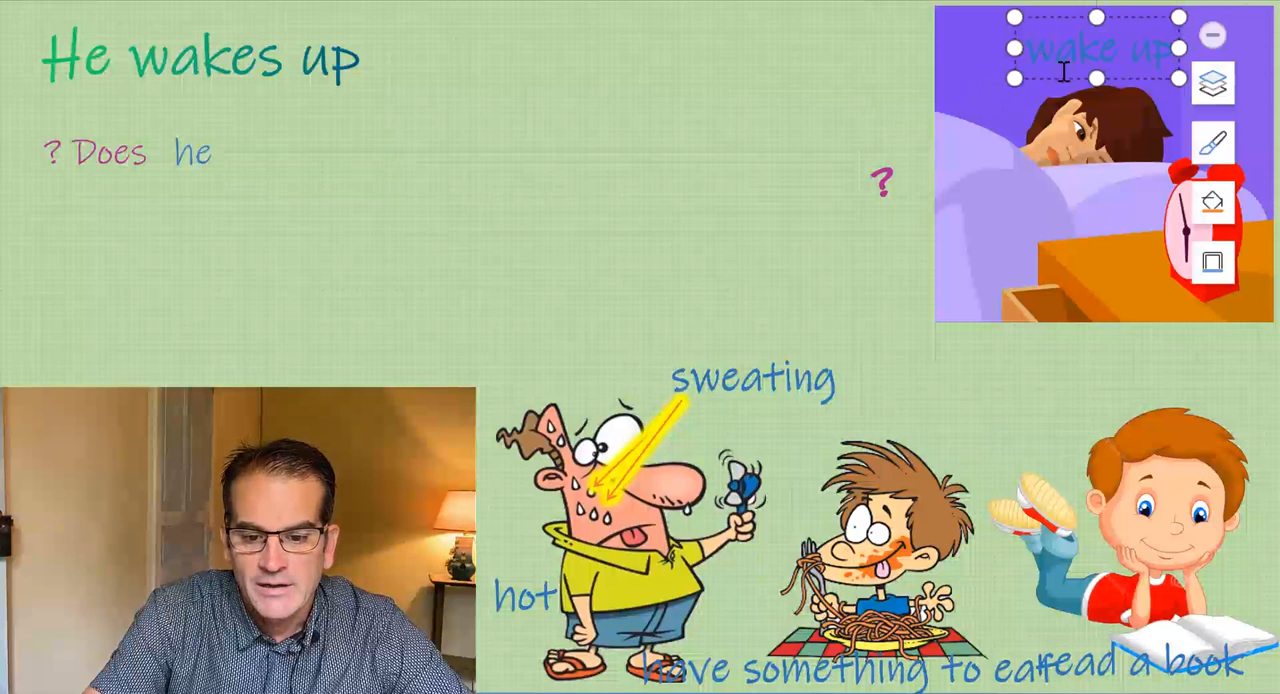 He wakes up
wake up
? Does he
?
sweating
hot
have something to eat
read a book